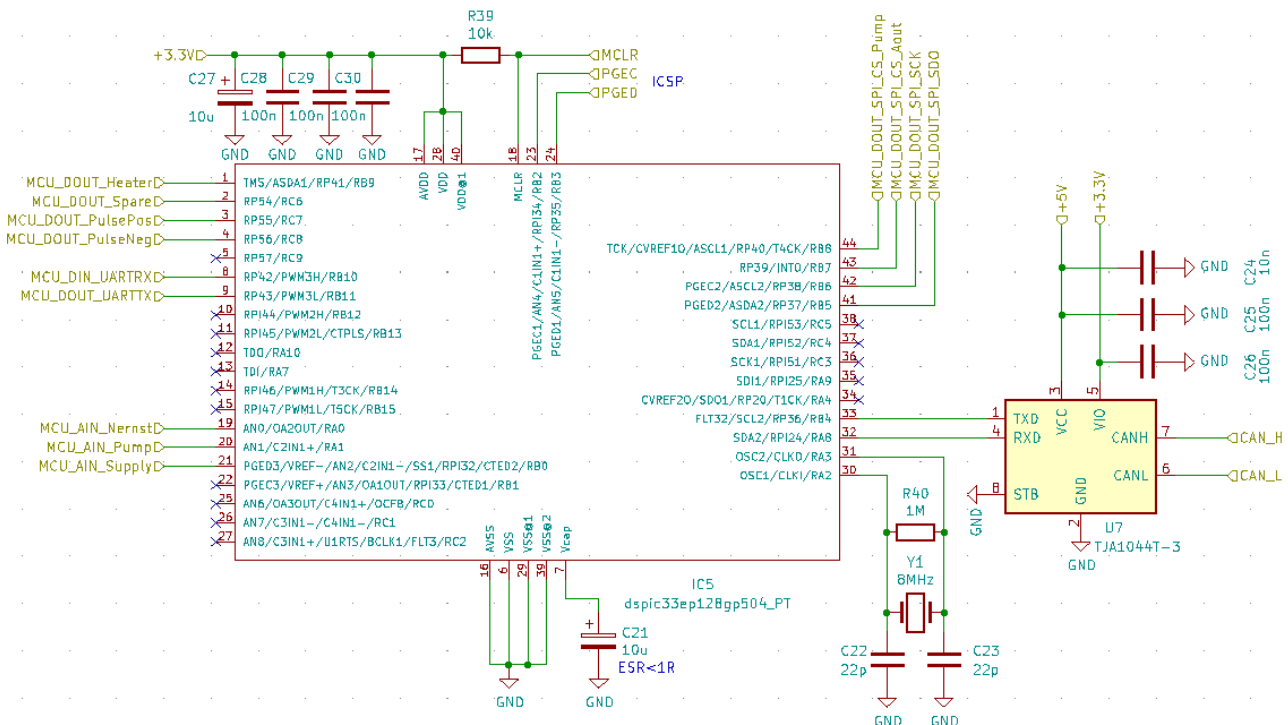 R39
10k
+3.3V
MCLR
PGEC
PGED
ICSP
C27
+
C28
C29
C30
10u
100n
100n
100n
GND
GND
GND
GND
17
28
40
18
23
24
AVDD
VDD
VDD@1
MCLR
PGEC1/AN4/C1IN1+/RPI34/RB2
PGED1/AN5/C1IN1-/RP35/RB3
MCU_DOUT_SPI_CS_Pump
MCU_DOUT_SPI_CS_Aout
MCU_DOUT_SPI_SCK
MCU_DOUT_SPI_SDO
MCU_DOUT_Heater
1
TMS/ASDA1/RP41/RB9
MCU_DOUT_Spare
2
RP54/RC6
MCU_DOUT_PulsePos
3
RP55/RC7
MCU_DOUT_PulseNeg
4
RP56/RC8
5
RP57/RC9
MCU_DIN_UARTRX
8
RP42/PWM3H/RB10
MCU_DOUT_UARTTX
9
RP43/PWM3L/RB11
10
RPI44/PWM2H/RB12
11
RPI45/PWM2L/CTPLS/RB13
12
TDO/RA10
13
TDI/RA7
14
RPI46/PWM1H/T3CK/RB14
15
RPI47/PWM1L/T5CK/RB15
MCU_AIN_Nernst
19
AN0/OA2OUT/RA0
MCU_AIN_Pump
20
AN1/C2IN1+/RA1
MCU_AIN_Supply
21
PGED3/VREF-/AN2/C2IN1-/SS1/RPI32/CTED2/RB0
22
PGEC3/VREF+/AN3/OA1OUT/RPI33/CTED1/RB1
25
AN6/OA3OUT/C4IN1+/OCFB/RC0
26
AN7/C3IN1-/C4IN1-/RC1
27
AN8/C3IN1+/U1RTS/BCLK1/FLT3/RC2
TCK/CVREF1O/ASCL1/RP40/T4CK/RB8
44
RP39/INT0/RB7
43
PGEC2/ASCL2/RP38/RB6
42
PGED2/ASDA2/RP37/RB5
41
SCL1/RPI53/RC5
38
SDA1/RPI52/RC4
37
SCK1/RPI51/RC3
36
SDI1/RPI25/RA9
35
CVREF2O/SDO1/RP20/T1CK/RA4
34
FLT32/SCL2/RP36/RB4
33
SDA2/RPI24/RA8
32
OSC2/CLKO/RA3
31
OSC1/CLKI/RA2
30
AVSS
VSS
VSS@1
VSS@2
Vcap
16
6
29
39
7
IC5
dspic33ep128gp504_PT
+
C21
10u
ESR<1R
GND
GND
R40
1M
Y1
8MHz
C22
22p
C23
22p
GND
GND
+5V
+3.3V
GND
C24
10n
GND
C25
100n
GND
C26
100n
3
5
VCC
VIO
1
TXD
4
RXD
CANH
7
CAN_H
CANL
6
CAN_L
8
STB
GND
GND
2
GND
U7
TJA1044T-3